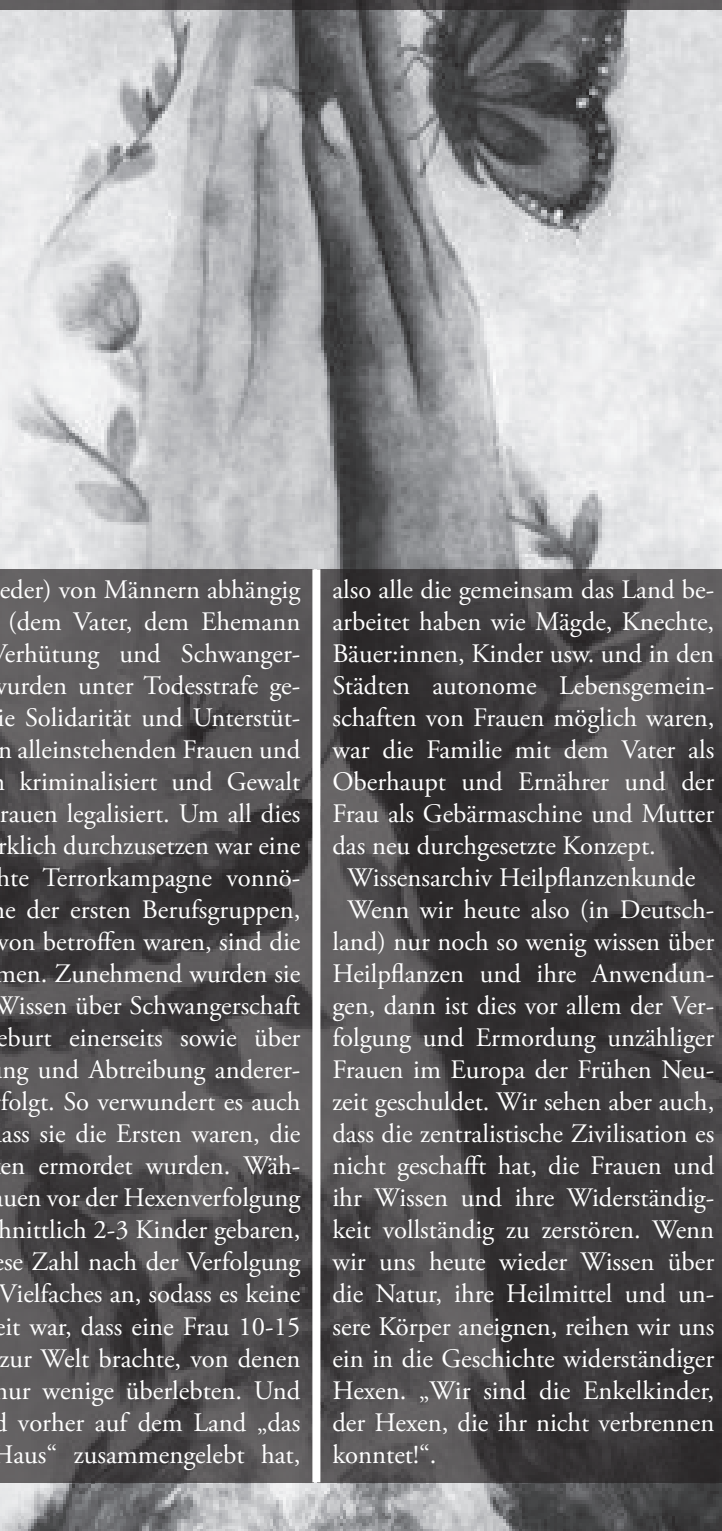 eder) von Männern abhängig
(dem Vater, dem Ehemann
Verhütung und Schwanger-
wurden unter Todesstrafe ge-
ie Solidarität und Unterstüt-
n alleinstehenden Frauen und
n kriminalisiert und Gewalt
rauen legalisiert. Um all dies
rklich durchzusetzen war eine
hte Terrorkampagne vonnö-
ne der ersten Berufsgruppen,
von betroffen waren, sind die
men. Zunehmend wurden sie
Wissen über Schwangerschaft
eburt einerseits sowie über
ung und Abtreibung anderer-
folgt. So verwundert es auch
dass sie die Ersten waren, die
en ermordet wurden. Wäh-
auen vor der Hexenverfolgung
hnittlich 2-3 Kinder gebaren,
ese Zahl nach der Verfolgung
Vielfaches an, sodass es keine
eit war, dass eine Frau 10-15
zur Welt brachte, von denen
nur wenige überlebten. Und
d vorher auf dem Land „das
Haus“ zusammengelebt hat,
also alle die gemeinsam das Land be-
arbeitet haben wie Mägde, Knechte,
Bäuer:innen, Kinder usw. und in den
Städten autonome Lebensgemein-
schaften von Frauen möglich waren,
war die Familie mit dem Vater als
Oberhaupt und Ernährer und der
Frau als Gebärmaschine und Mutter
das neu durchgesetzte Konzept.
Wissensarchiv Heilpflanzenkunde
Wenn wir heute also (in Deutsch-
land) nur noch so wenig wissen über
Heilpflanzen und ihre Anwendun-
gen, dann ist dies vor allem der Ver-
folgung und Ermordung unzähliger
Frauen im Europa der Frühen Neu-
zeit geschuldet. Wir sehen aber auch,
dass die zentralistische Zivilisation es
nicht geschafft hat, die Frauen und
ihr Wissen und ihre Widerständig-
keit vollständig zu zerstören. Wenn
wir uns heute wieder Wissen über
die Natur, ihre Heilmittel und un-
sere Körper aneignen, reihen wir uns
ein in die Geschichte widerständiger
Hexen. „Wir sind die Enkelkinder,
der Hexen, die ihr nicht verbrennen
konntet!“.